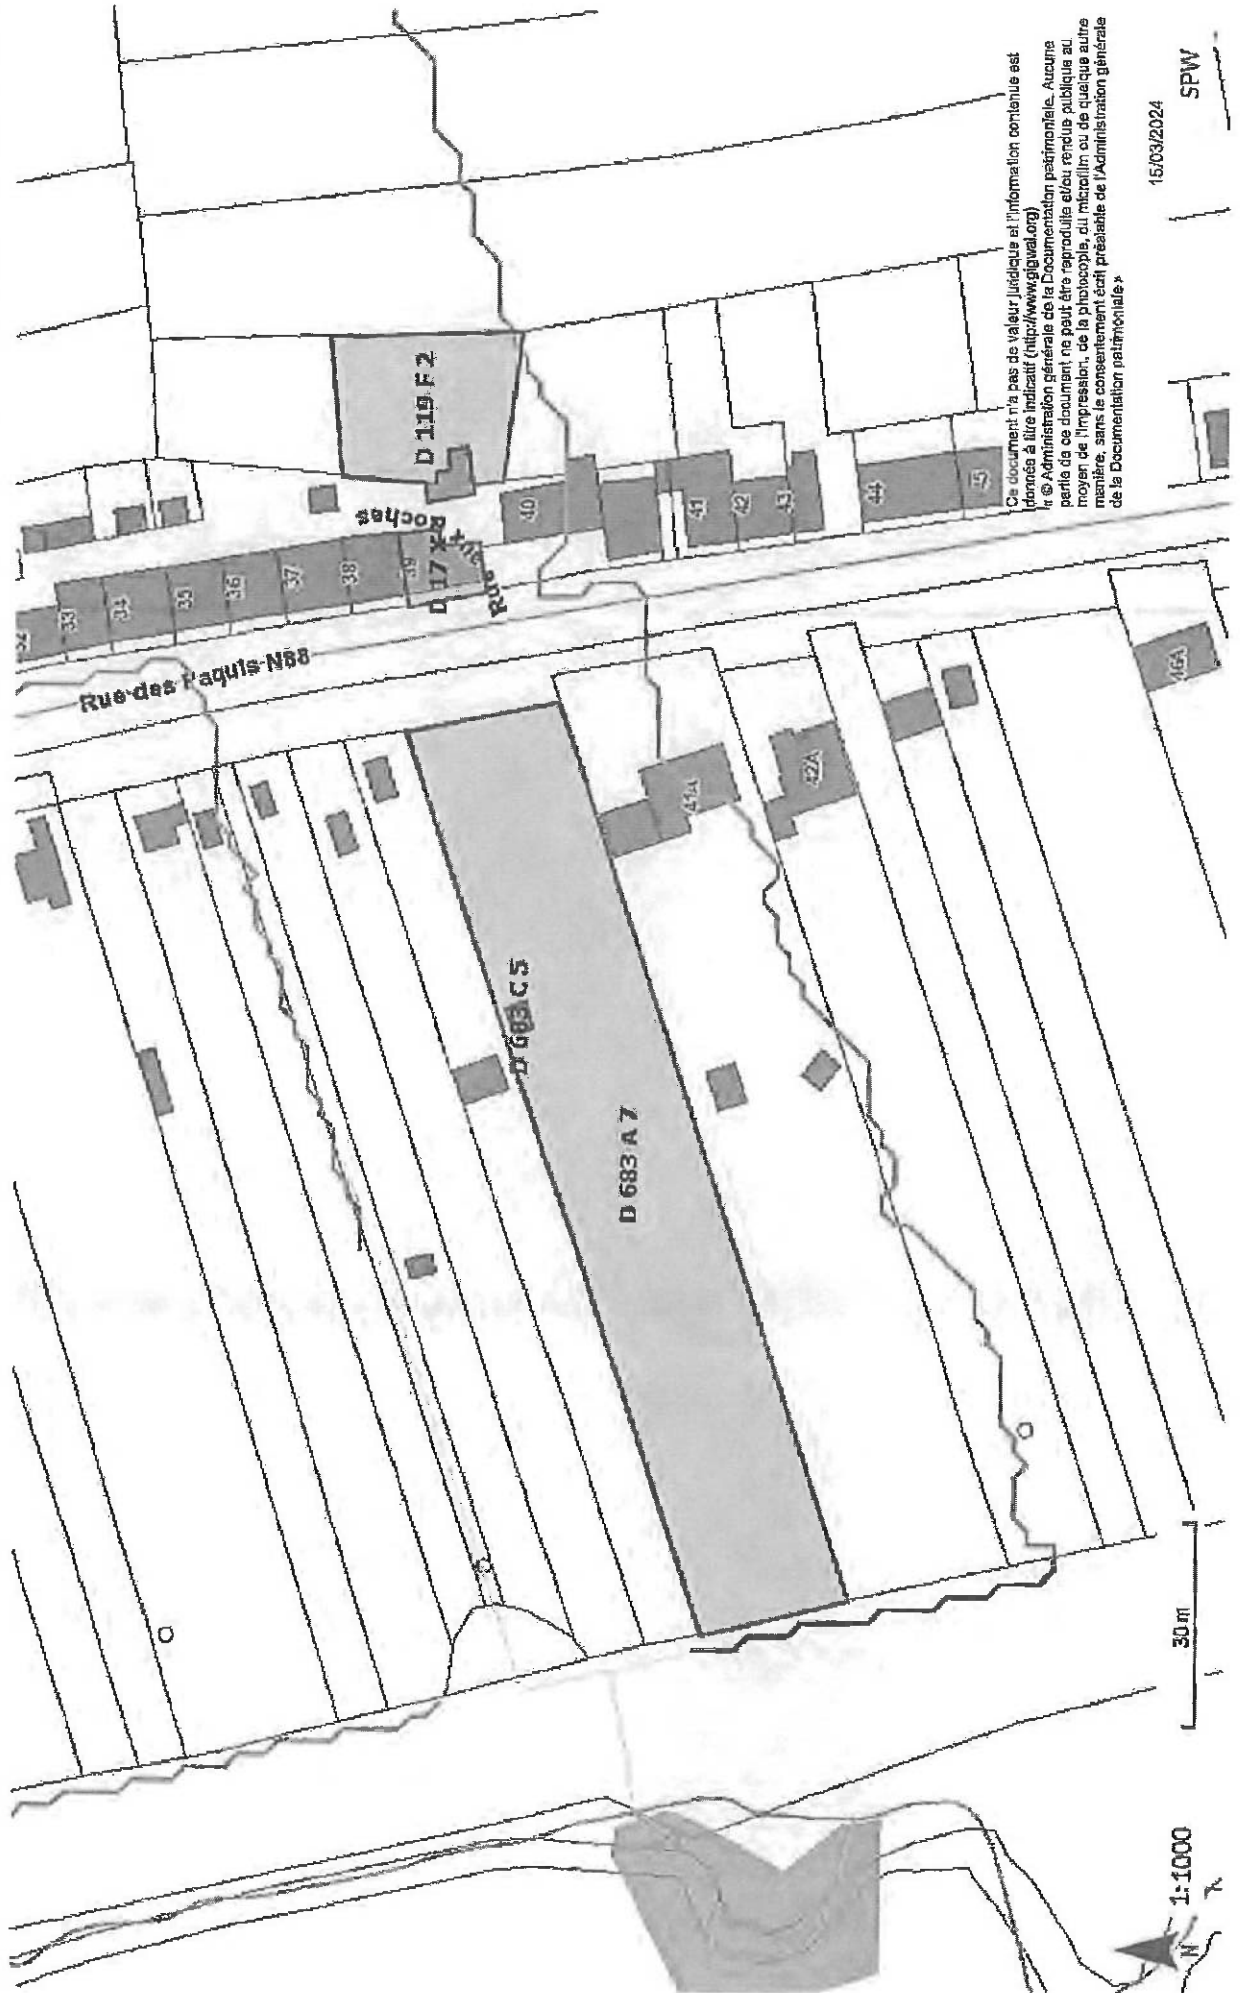 D 119 F 2
D 17 X 8
Rue aux Roches
Rue des Paquis N88
33
34
35
36
37
38
39
40
41
42
43
44
D 683 C 5
D 683 A 7
41A
42A
46A
Ce document n'a pas de valeur juridique et l'information contenue est
donnée à titre indicatif (http://www.gigwal.org)
« © Administration générale de la Documentation patrimoniale. Aucune
partie de ce document ne peut être reproduite et/ou rendue publique au
moyen de l'impression, de la photocopie, du microfilm ou de quelque autre
manière, sans le consentement écrit préalable de l'Administration générale
de la Documentation patrimoniale »
15/03/2024
SPW
30 m
1:1000
N